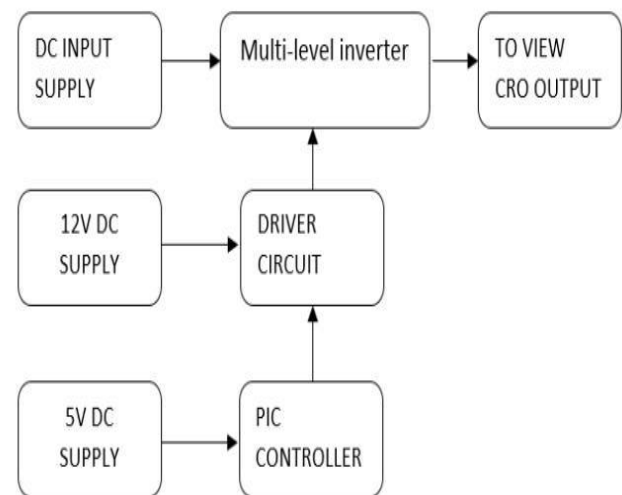 DC INPUT
SUPPLY
Multi-level inverter
TO VIEW
CRO OUTPUT
12V DC
SUPPLY
DRIVER
CIRCUIT
5V DC
SUPPLY
PIC
CONTROLLER